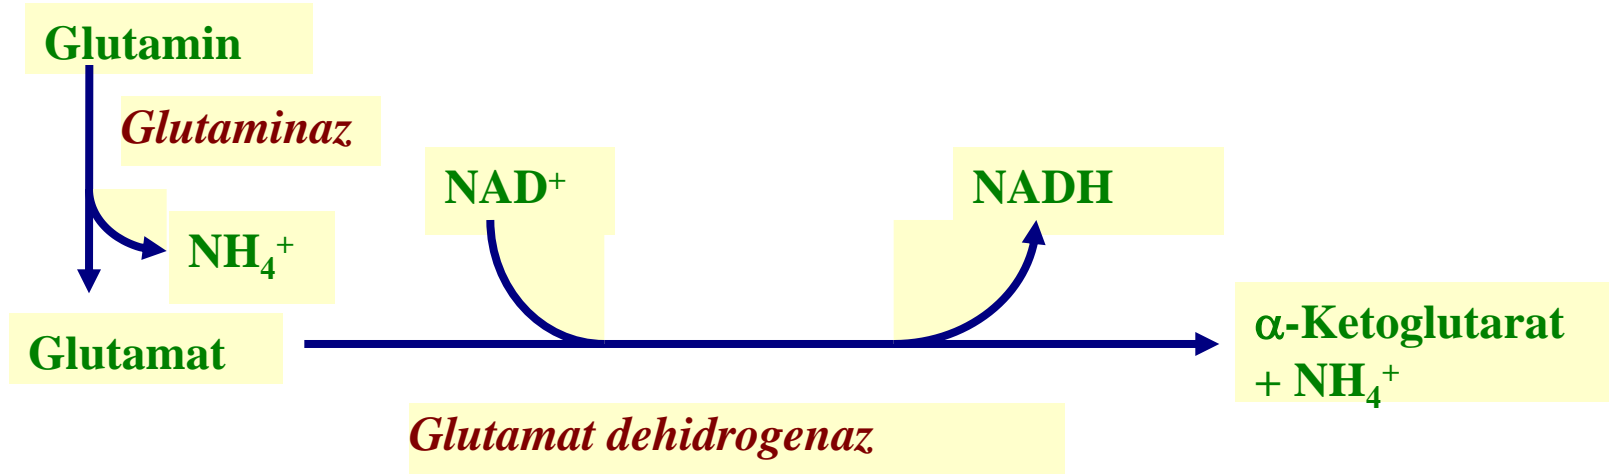 Glutamin
Glutaminaz
NAD⁺
NADH
NH₄⁺
Glutamat
α-Ketoglutarat
+ NH₄⁺
Glutamat dehidrogenaz